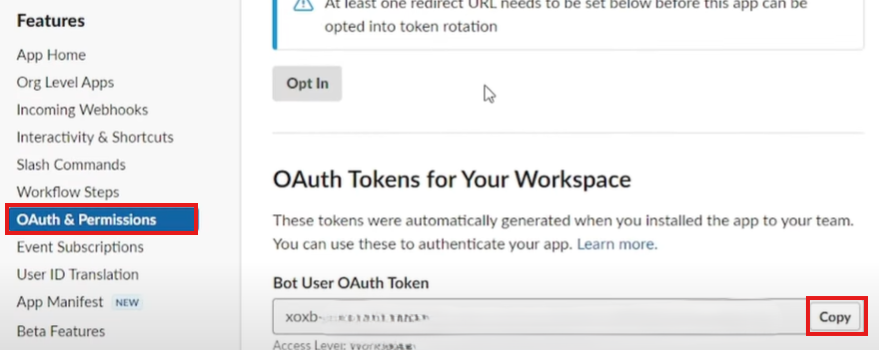 Features
App Home
Org Level Apps
Incoming Webhooks
Interactivity & Shortcuts
Slash Commands
Workflow Steps
OAuth & Permissions
Event Subscriptions
User ID Translation
App Manifest NEW
Beta Features
At least one redirect URL needs to be set below before this app can be
opted into token rotation
Opt In
OAuth Tokens for Your Workspace
These tokens were automatically generated when you installed the app to your team.
You can use these to authenticate your app. Learn more.
Bot User OAuth Token
xoxb-
Copy
Access Level: